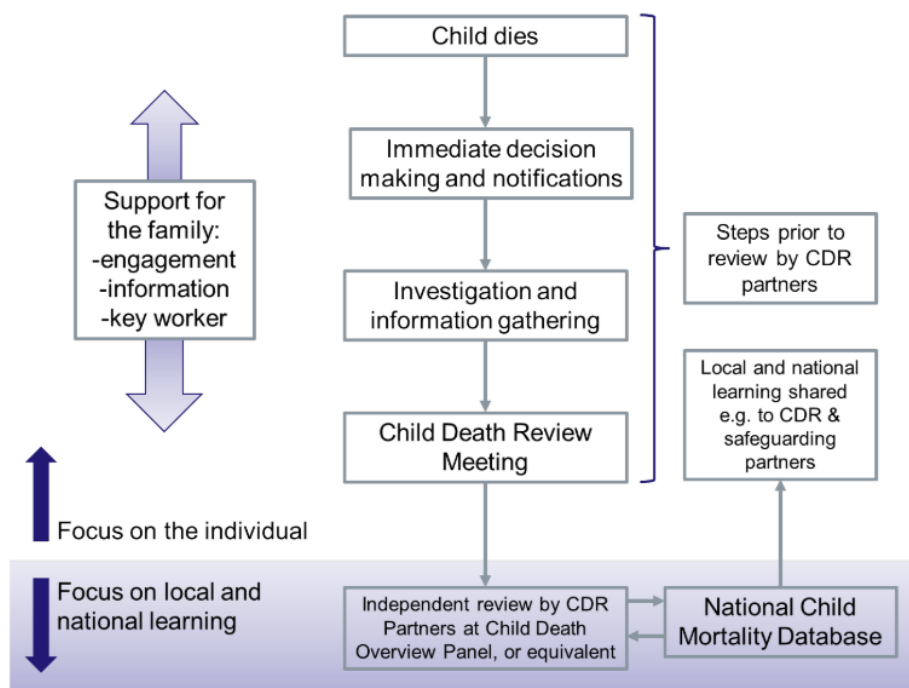 Child dies
Immediate decision
making and notifications
Support for
the family:
-engagement
-information
-key worker
Steps prior to
review by CDR
partners
Investigation and
information gathering
Local and national
learning shared
e.g. to CDR &
safeguarding
partners
Child Death Review
Meeting
Focus on the individual
Focus on local and
national learning
Independent review by CDR
Partners at Child Death
Overview Panel, or equivalent
National Child
Mortality Database